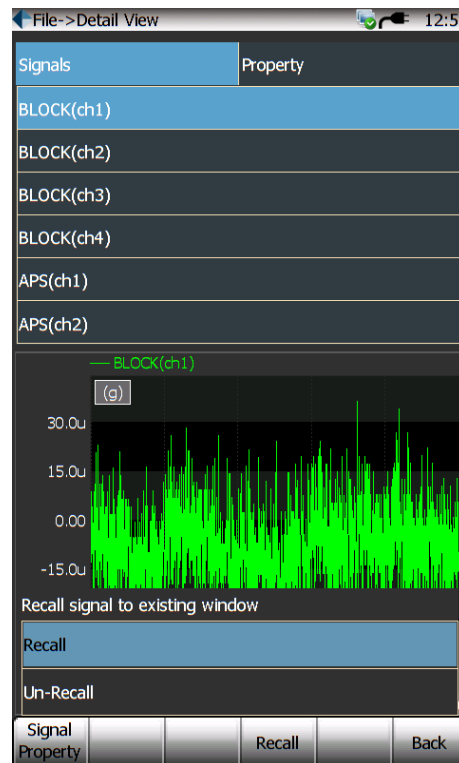 File->Detail View 12:5
Signals Property
BLOCK(ch1)
BLOCK(ch2)
BLOCK(ch3)
BLOCK(ch4)
APS(ch1)
APS(ch2)
BLOCK(ch1)
(g)
30.0u
15.0u
0.00
-15.0u
Recall signal to existing window
Recall
Un-Recall
Signal
Property Recall Back